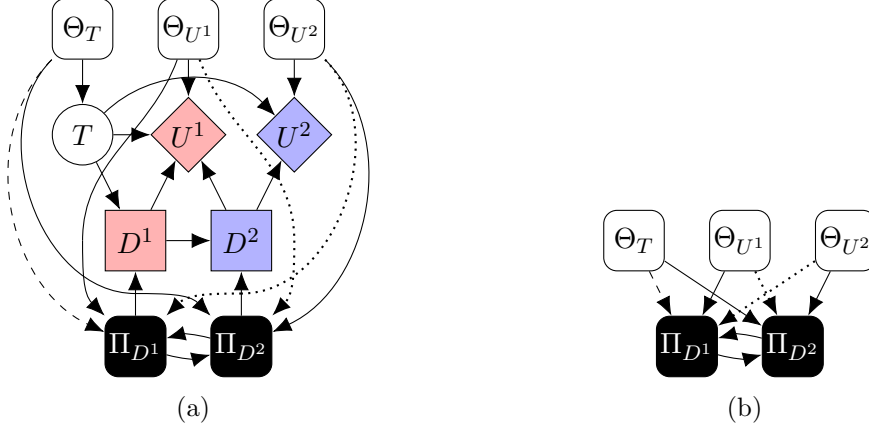 Θ_T Θ_{U^1} Θ_{U^2}
T U^1 U^2
D^1 D^2
Θ_T Θ_{U^1} Θ_{U^2}
Π_{D^1} Π_{D^2} Π_{D^1} Π_{D^2}
(a) (b)